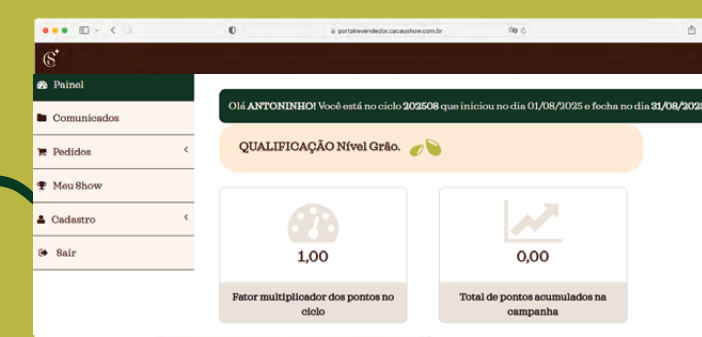 portalrevendedor.cacaushow.com.br
Painel
Comunicados
Pedidos
Meu Show
Cadastro
Sair
Olá ANTONINHO! Você está no ciclo 202508 que iniciou no dia 01/08/2025 e fecha no dia 31/08/2025
QUALIFICAÇÃO Nível Grão.
1,00
Fator multiplicador dos pontos no
ciclo
0,00
Total de pontos acumulados na
campanha